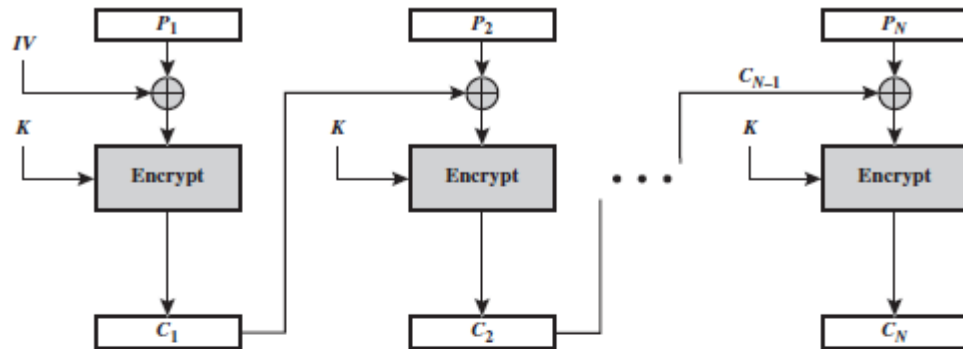 P1 P2 PN
IV
CN–1
K K K
Encrypt Encrypt • • • Encrypt
C1 C2 CN